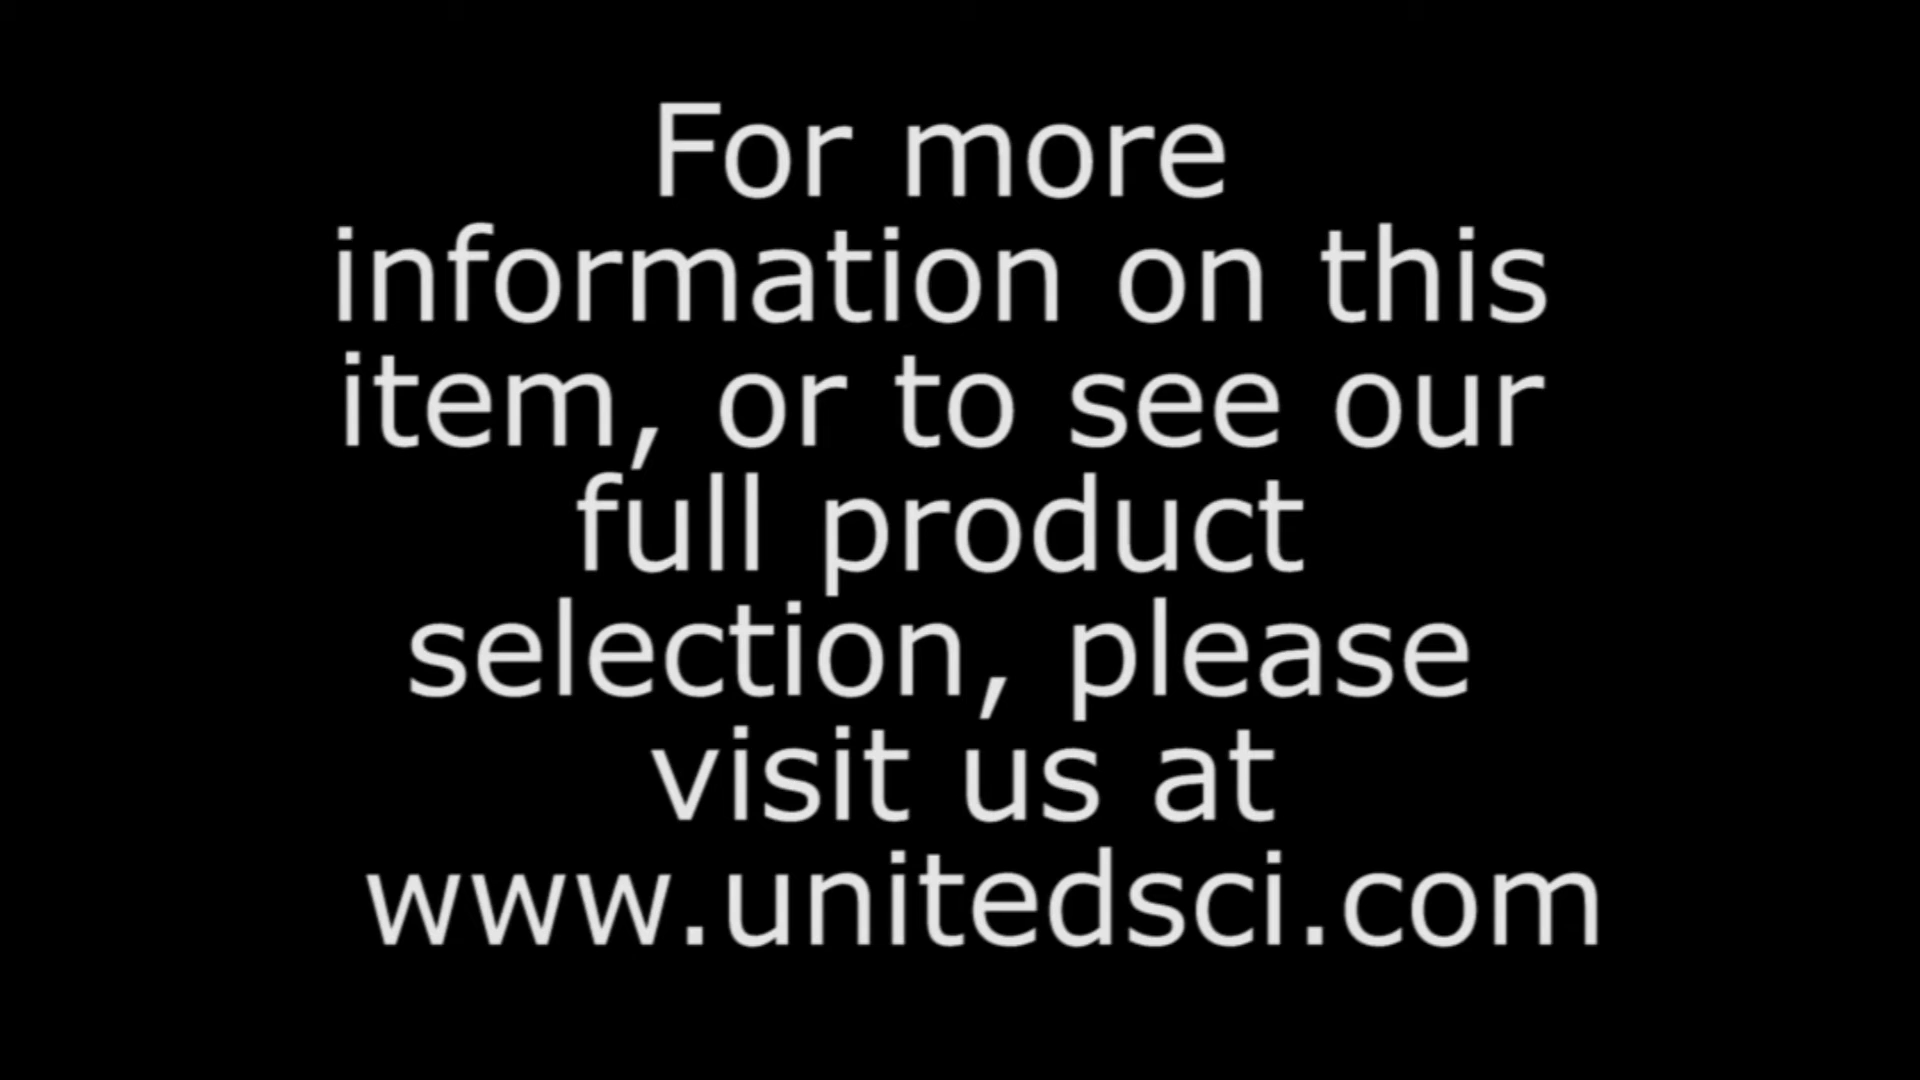 For more
information on this
item, or to see our
full product
selection, please
visit us at
www.unitedsci.com